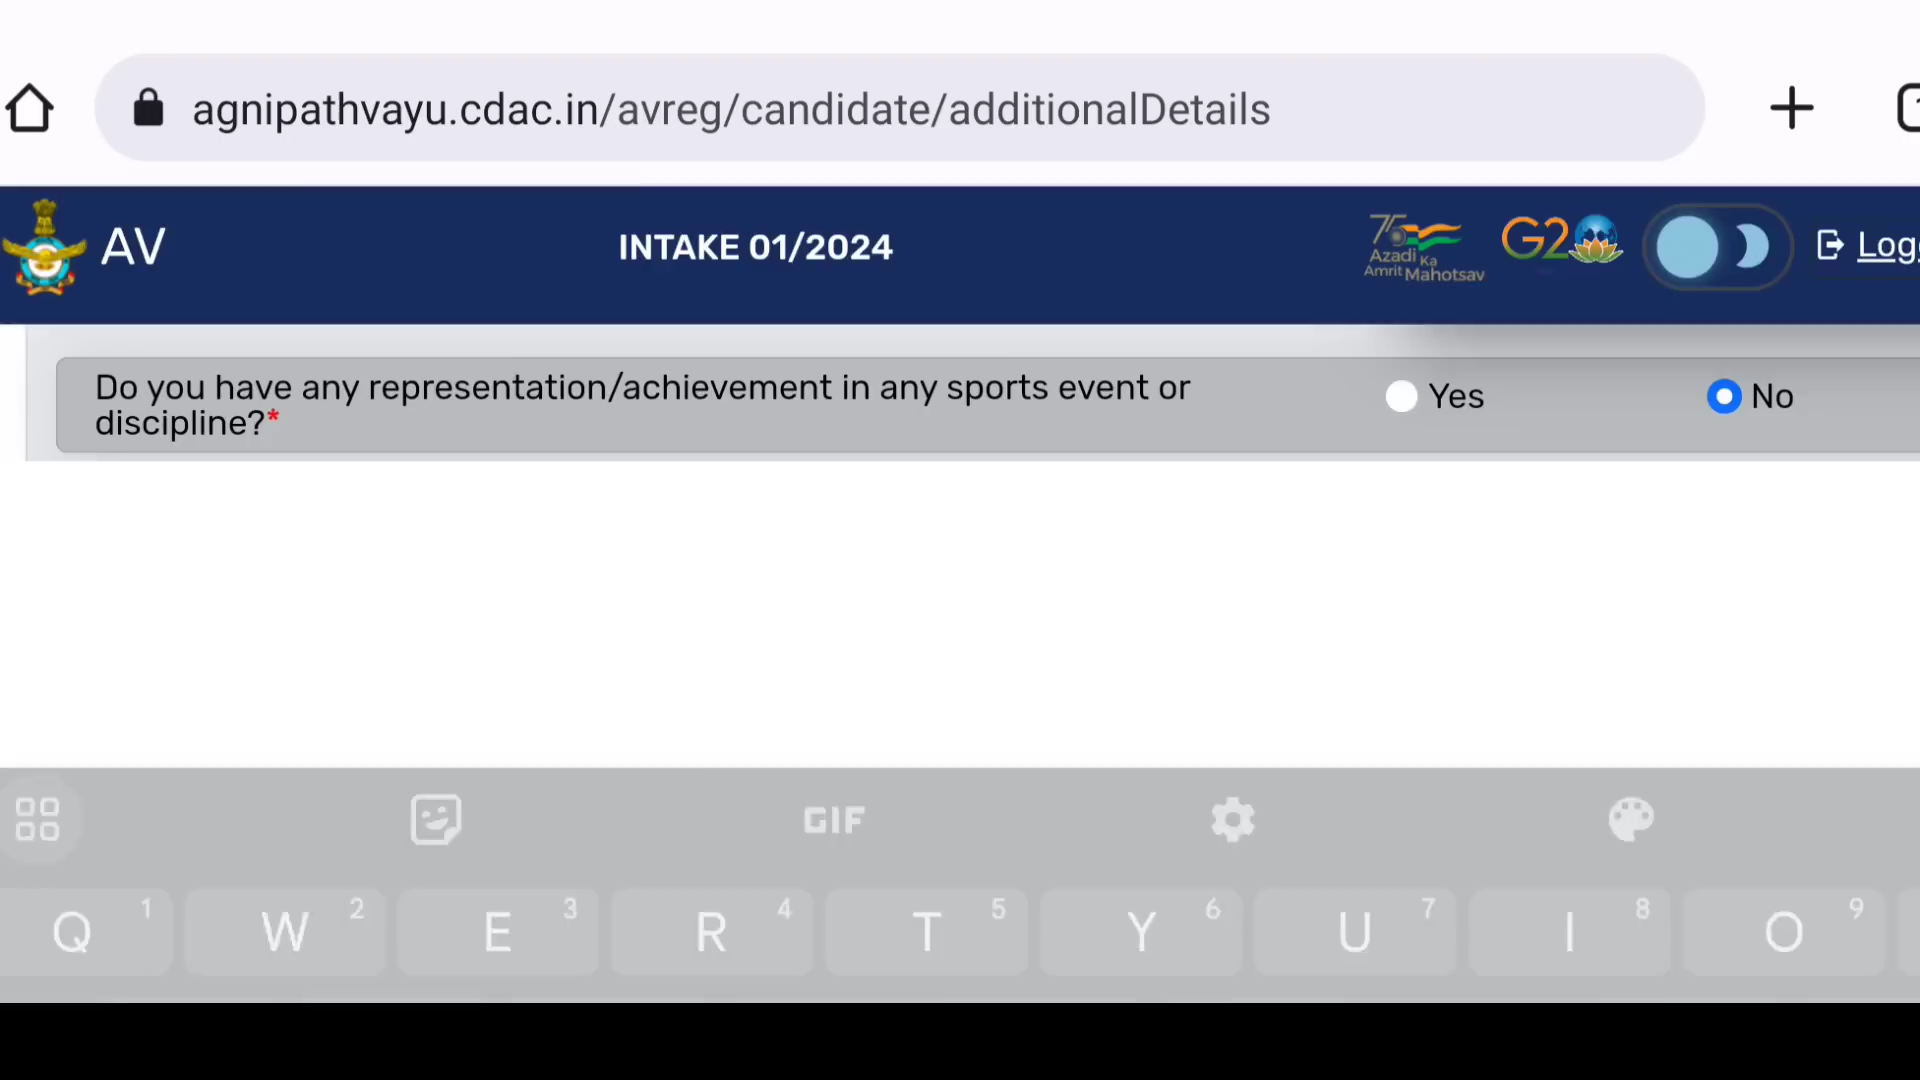 agnipathvayu.cdac.in/avreg/candidate/additionalDetails
AV
INTAKE 01/2024
75
Azadi Ka
Amrit Mahotsav
G2
Log
Do you have any representation/achievement in any sports event or
discipline?*
Yes
No
GIF
Q 1 W 2 E 3 R 4 T 5 Y 6 U 7 I 8 O 9